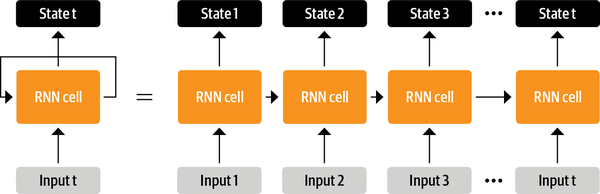 State t
State 1
State 2
State 3
...
State t
RNN cell
=
RNN cell
RNN cell
RNN cell
RNN cell
Input t
Input 1
Input 2
Input 3
...
Input t